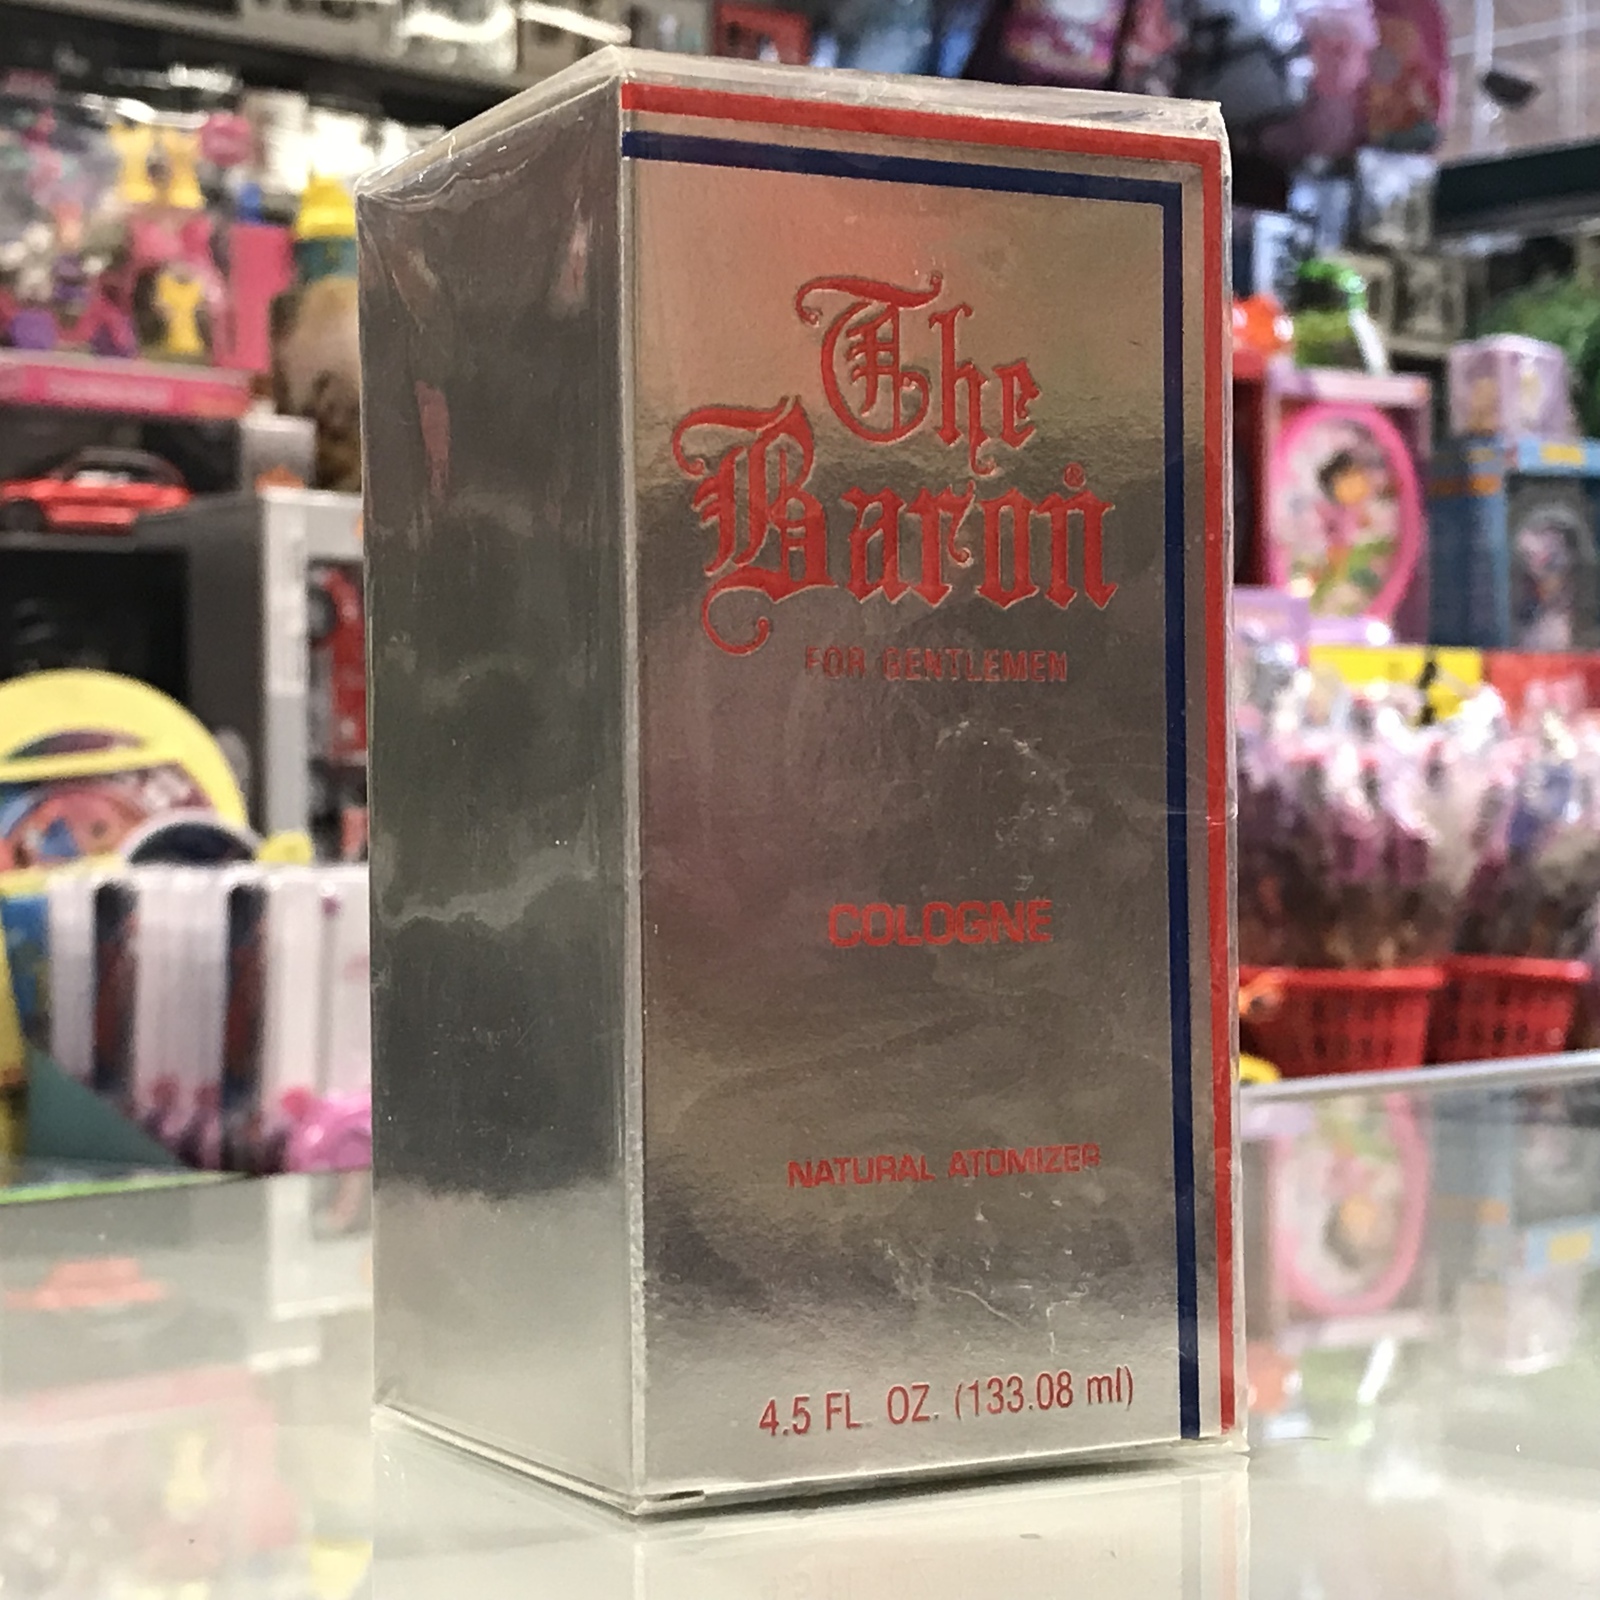 The
Baron®
FOR GENTLEMEN
COLOGNE
NATURAL ATOMIZER
4.5 FL. OZ. (133.08 ml)